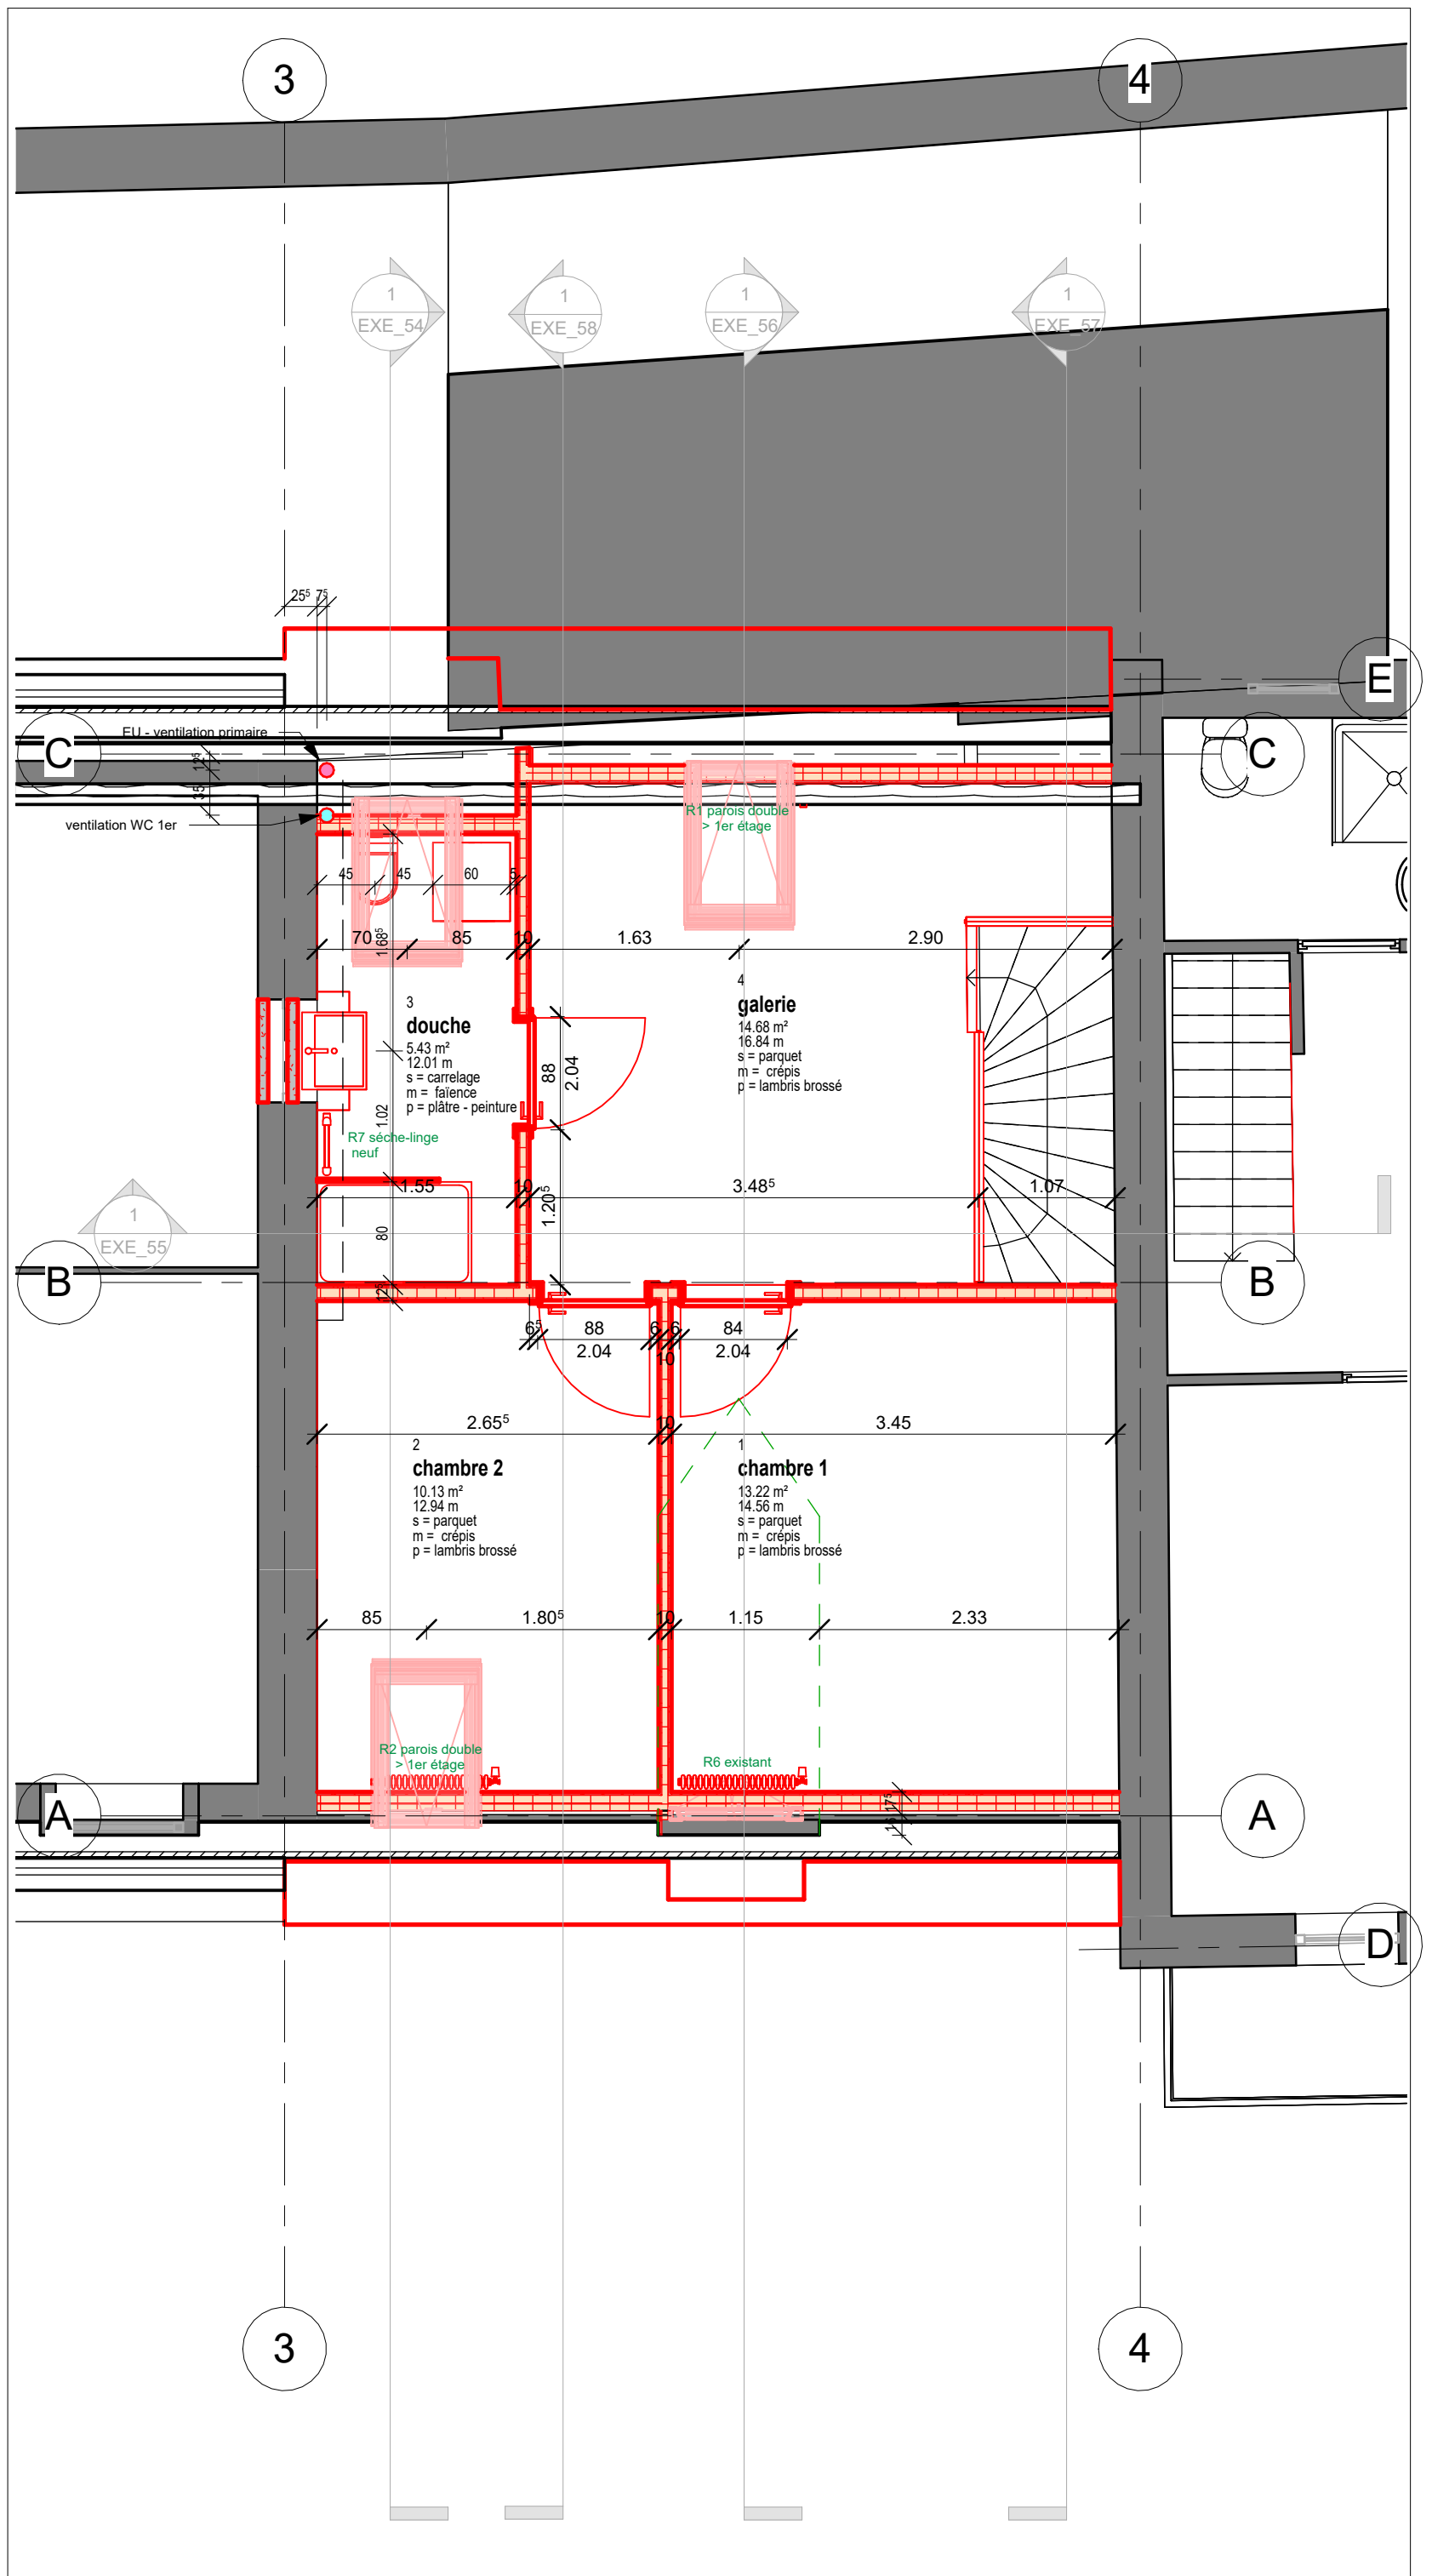 3
4
1
EXE_54
1
EXE_58
1
EXE_56
1
EXE_57
25⁵ 7⁵
E
EU - ventilation primaire
C
C
12⁵
35
ventilation WC 1er
R1 parois double
> 1er étage
45
45
60
5
70
85
10
1.63
2.90
1.68⁵
3
douche
5.43 m²
12.01 m
s = carrelage
m = faïence
p = plâtre - peinture
4
galerie
14.68 m²
16.84 m
s = parquet
m = crépis
p = lambris brossé
88
2.04
1.02
R7 séche-linge
neuf
1.55
10
3.48⁵
1.07
1.20⁵
80
1
EXE_55
B
B
12⁵
6⁵
88
2.04
6
6
10
84
2.04
2.65⁵
10
3.45
2
chambre 2
10.13 m²
12.94 m
s = parquet
m = crépis
p = lambris brossé
1
chambre 1
13.22 m²
14.56 m
s = parquet
m = crépis
p = lambris brossé
85
1.80⁵
10
1.15
2.33
R2 parois double
> 1er étage
R6 existant
17⁵
A
A
D
3
4